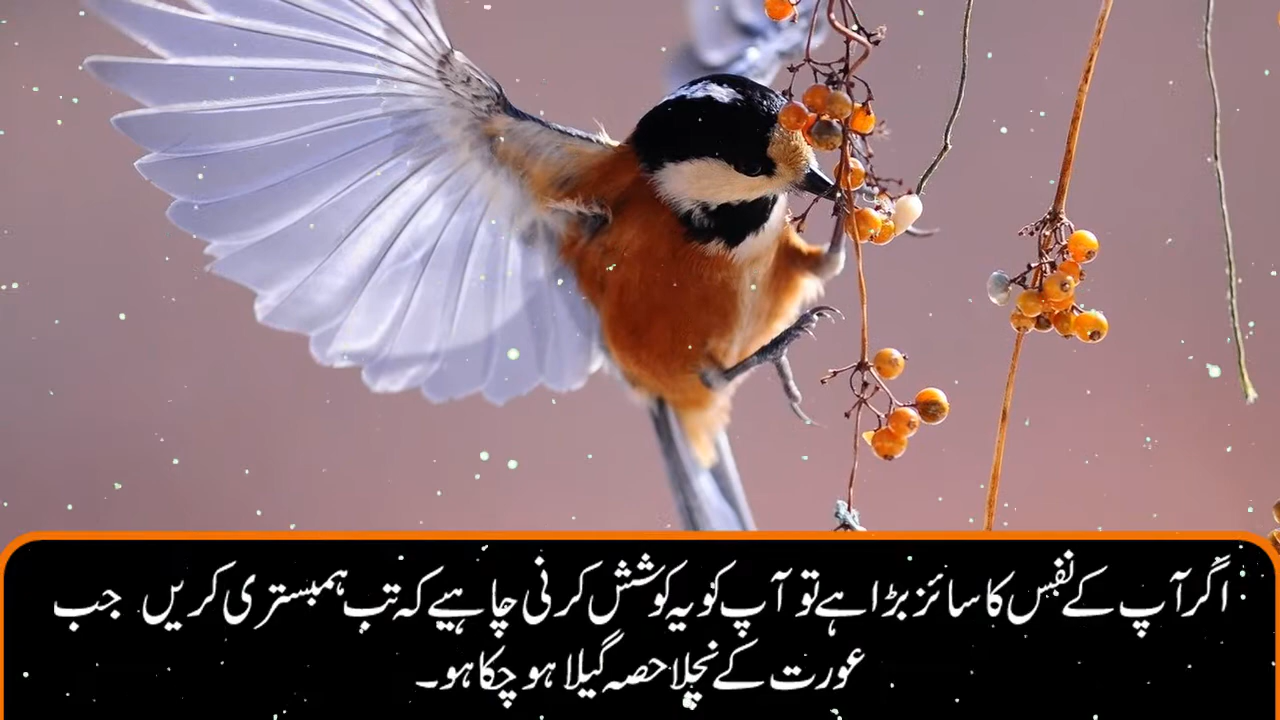 اگر آپ کے نفس کا سائز بڑا ہے تو آپ کو یہ کوشش کرنی چاہیے کہ تب ہمبستری کریں جب
عورت کے نچلا حصہ گیلا ہو چکا ہو۔